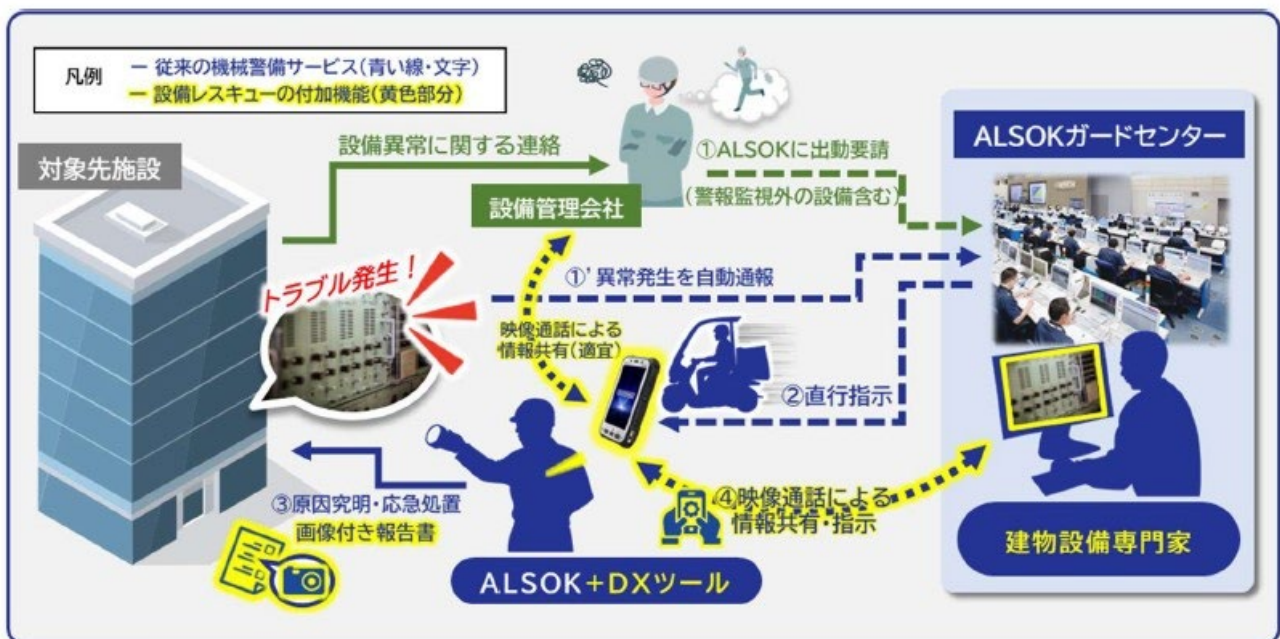 凡例
― 従来の機械警備サービス(青い線・文字)
― 設備レスキューの付加機能(黄色部分)
対象先施設
設備異常に関する連絡
設備管理会社
①ALSOKに出動要請
(警報監視外の設備含む)
ALSOKガードセンター
トラブル発生!
①’異常発生を自動通報
映像通話による
情報共有(適宜)
②直行指示
③原因究明・応急処置
画像付き報告書
④映像通話による
情報共有・指示
ALSOK+DXツール
建物設備専門家